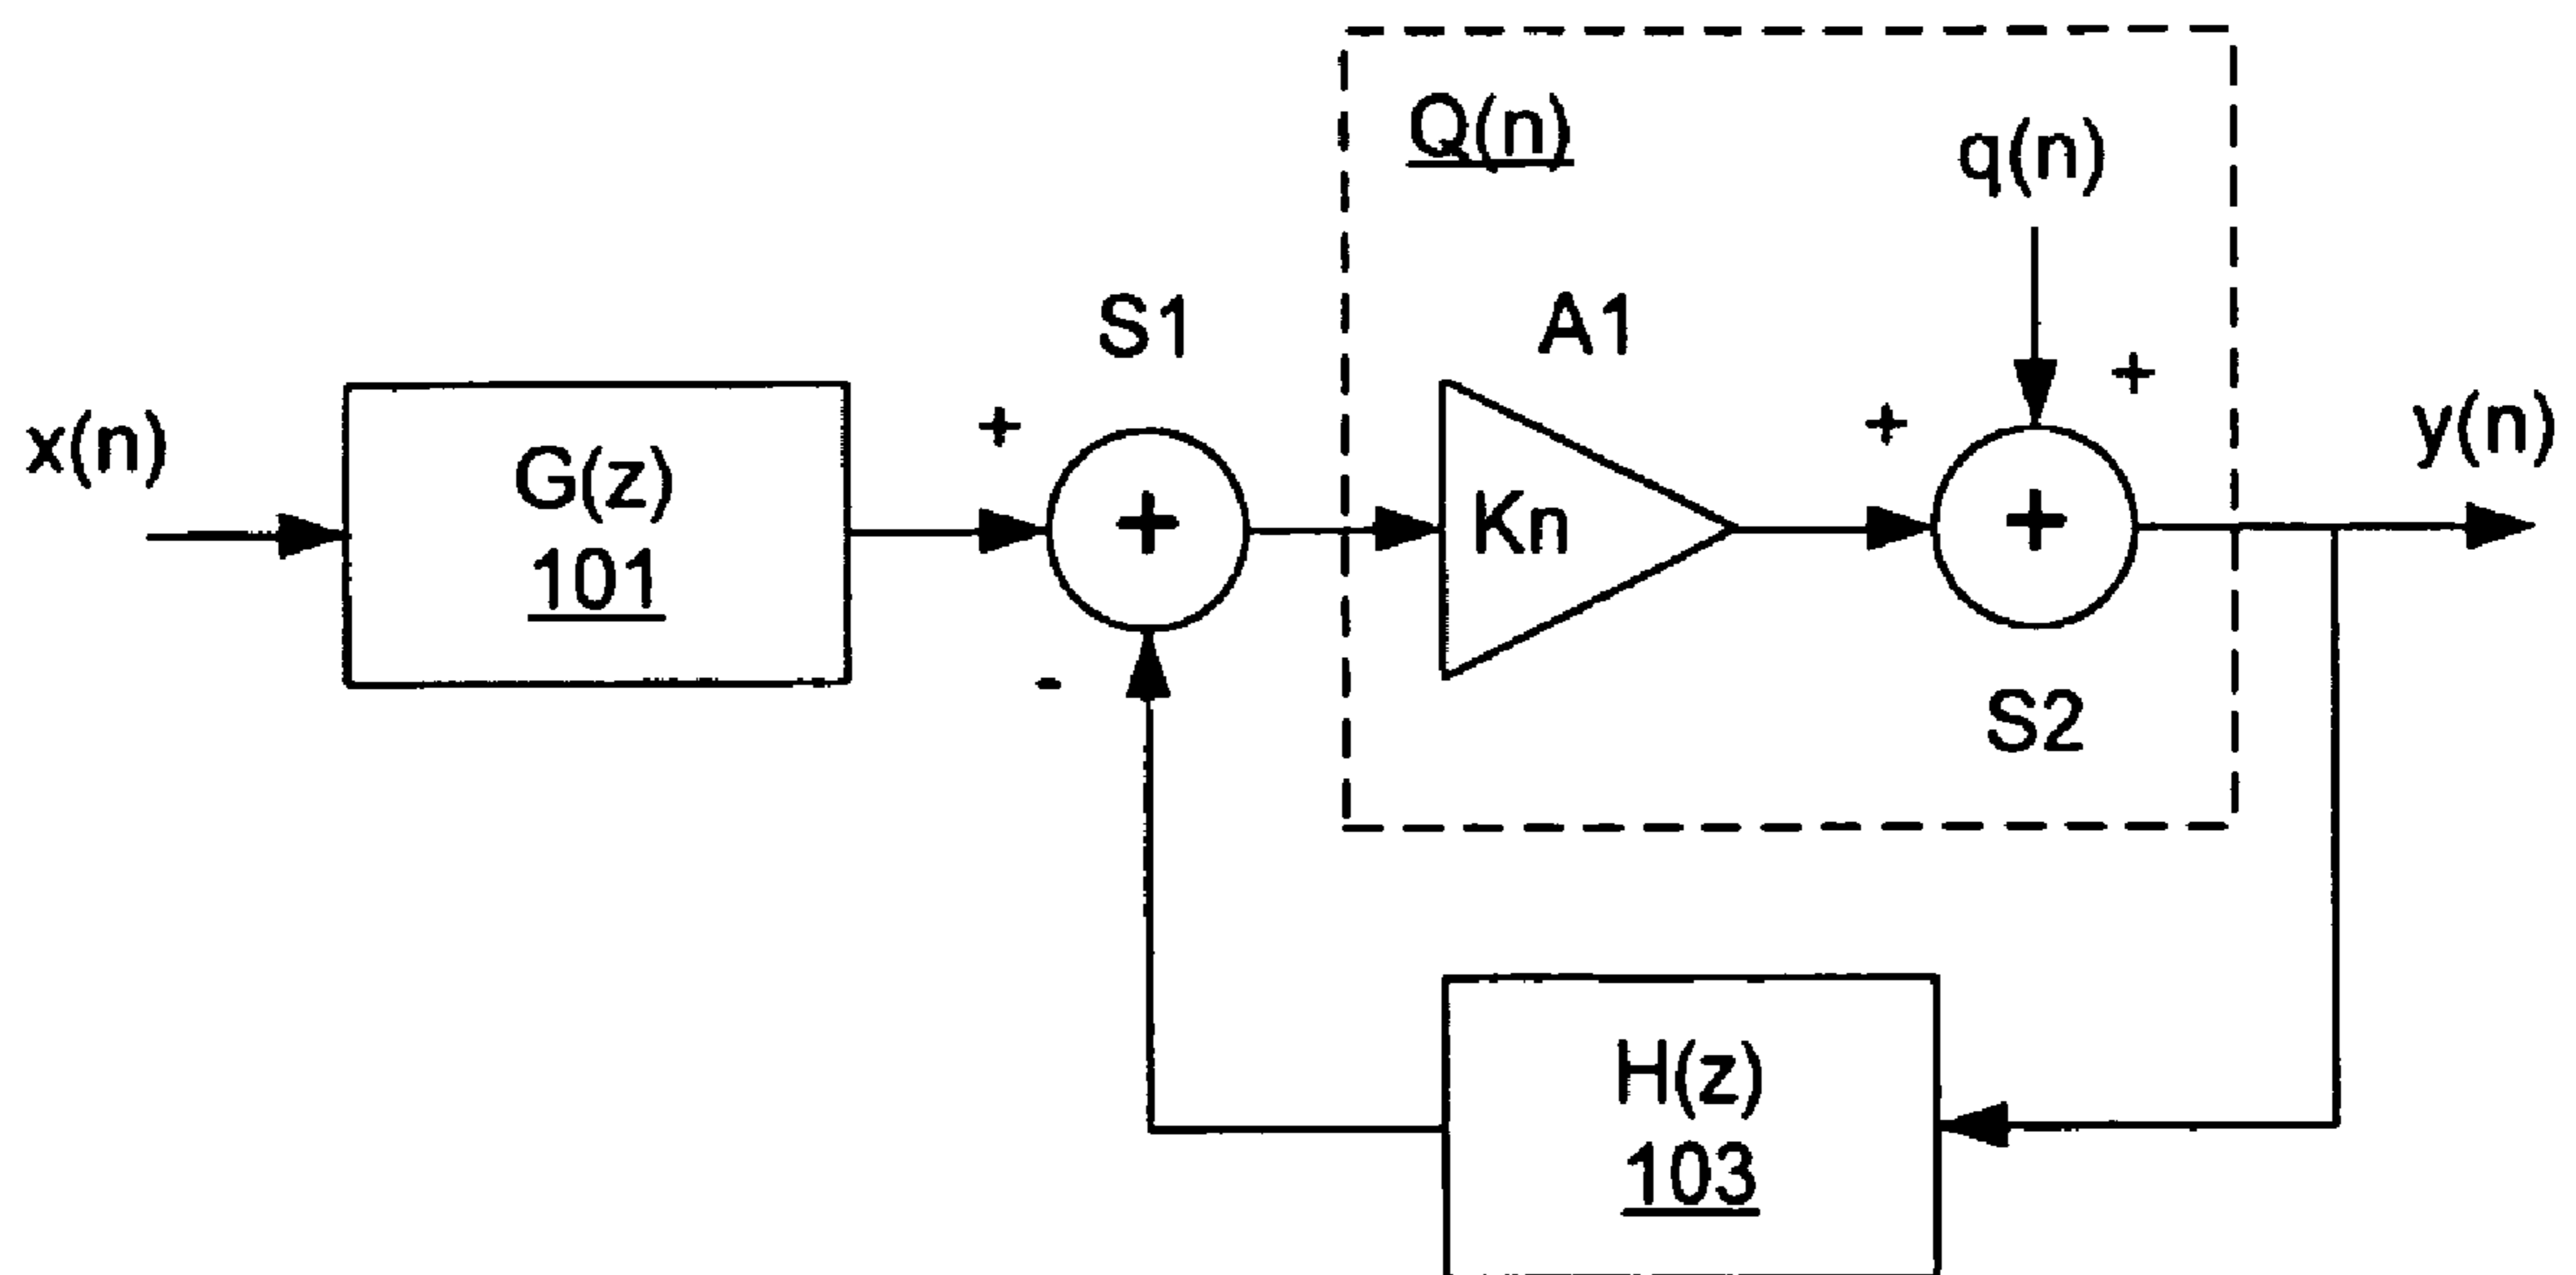 Q(n)
q(n)
S1
A1
+
x(n)
G(z)
101
+
+
Kn
+
+
y(n)
-
S2
H(z)
103